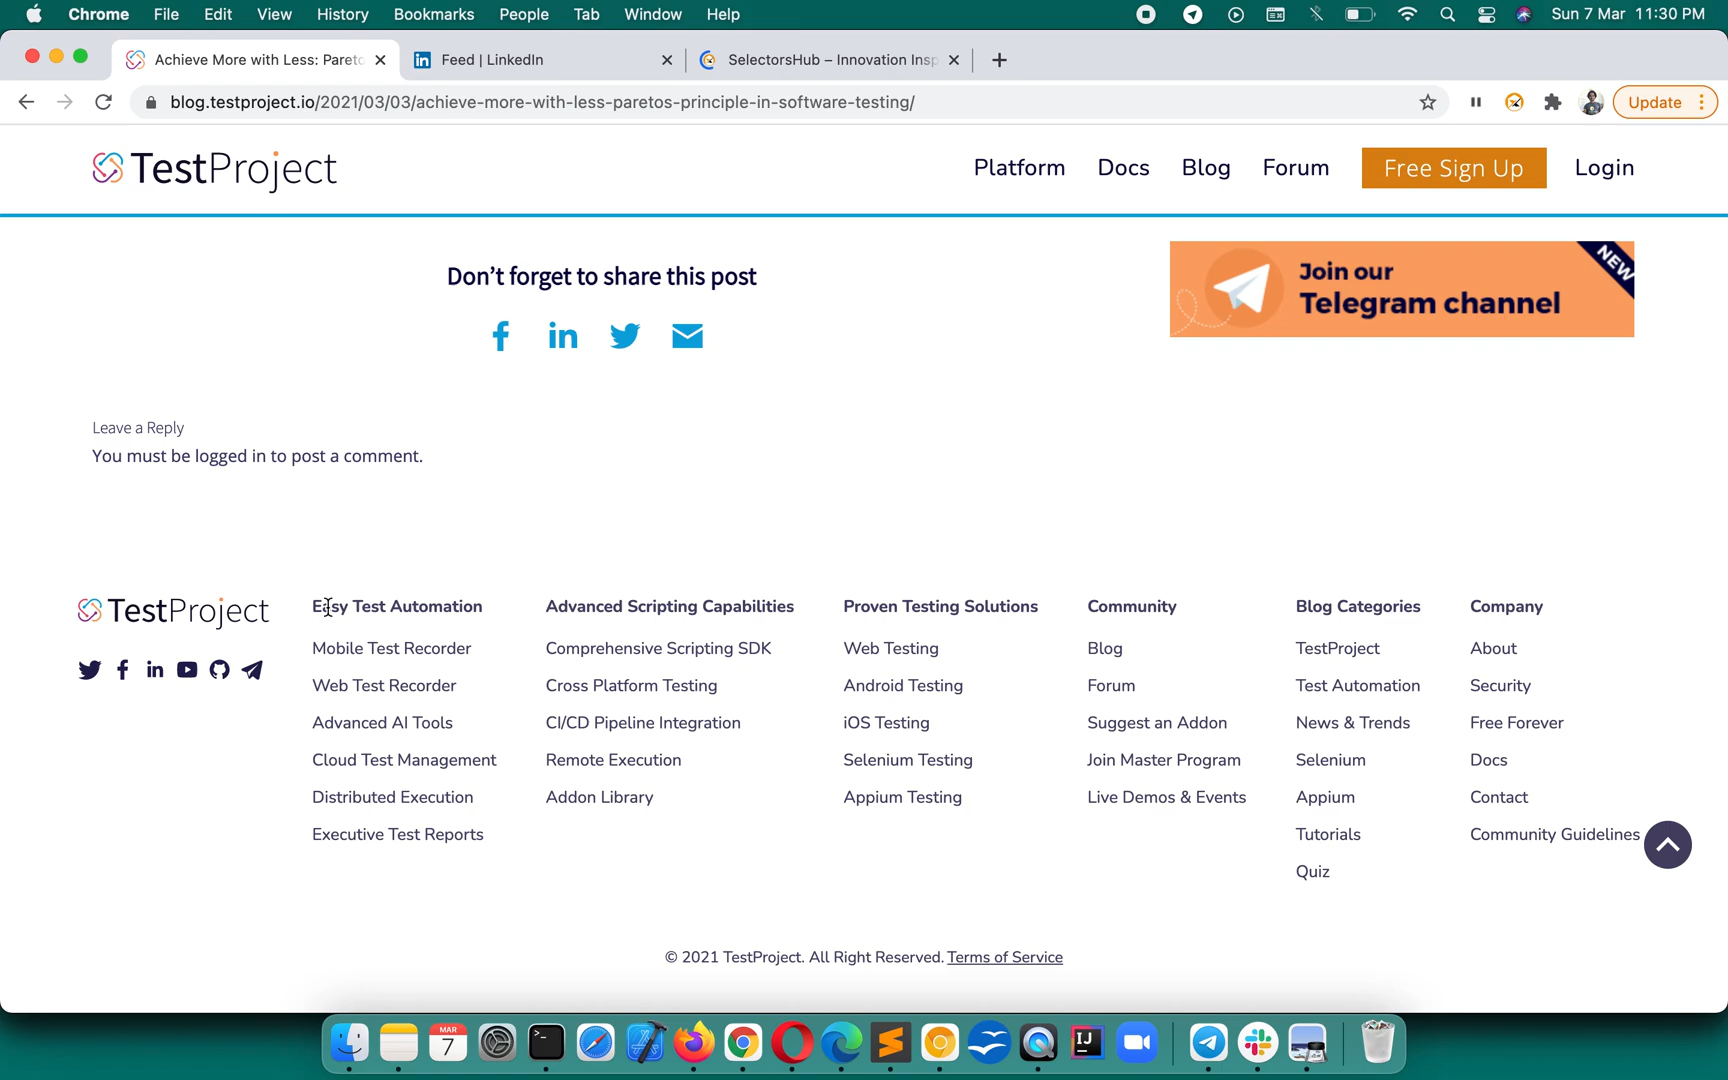 Chrome File Edit View History Bookmarks People Tab Window Help Sun 7 Mar 11:30 PM
Achieve More with Less: Pareto Feed | LinkedIn SelectorsHub – Innovation Insp
blog.testproject.io/2021/03/03/achieve-more-with-less-paretos-principle-in-software-testing/ Update
TestProject Platform Docs Blog Forum Free Sign Up Login
Don't forget to share this post
Join our
Telegram channel
NEW
Leave a Reply
You must be logged in to post a comment.
TestProject
Easy Test Automation
Mobile Test Recorder
Web Test Recorder
Advanced AI Tools
Cloud Test Management
Distributed Execution
Executive Test Reports
Advanced Scripting Capabilities
Comprehensive Scripting SDK
Cross Platform Testing
CI/CD Pipeline Integration
Remote Execution
Addon Library
Proven Testing Solutions
Web Testing
Android Testing
iOS Testing
Selenium Testing
Appium Testing
Community
Blog
Forum
Suggest an Addon
Join Master Program
Live Demos & Events
Blog Categories
TestProject
Test Automation
News & Trends
Selenium
Appium
Tutorials
Quiz
Company
About
Security
Free Forever
Docs
Contact
Community Guidelines
© 2021 TestProject. All Right Reserved. Terms of Service
MAR
7
IJ